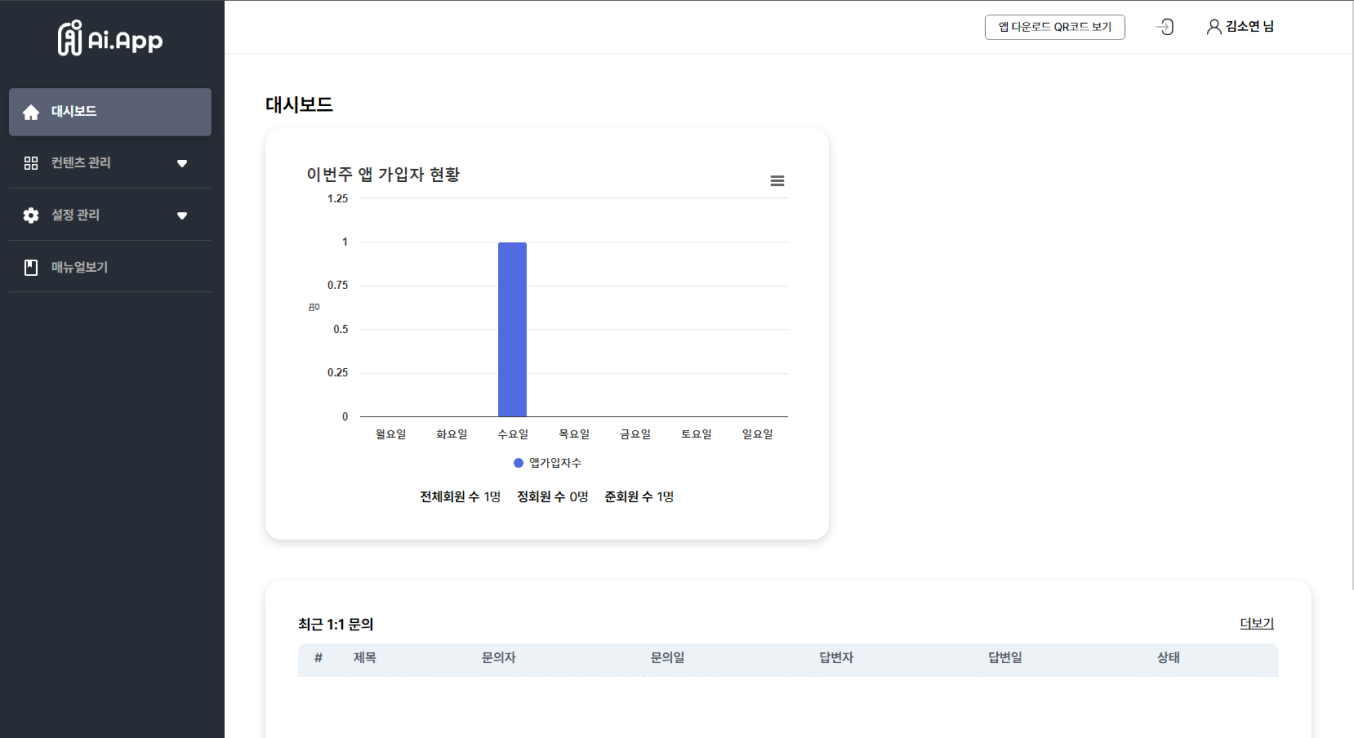 Ai.App
앱 다운로드 QR코드 보기
김소연 님
대시보드
컨텐츠 관리
설정 관리
매뉴얼보기
대시보드
이번주 앱 가입자 현황
1.25
1
0.75
명
0.5
0.25
0
월요일 화요일 수요일 목요일 금요일 토요일 일요일
앱가입자수
전체회원 수 1명 정회원 수 0명 준회원 수 1명
최근 1:1 문의 더보기
# 제목 문의자 문의일 답변자 답변일 상태